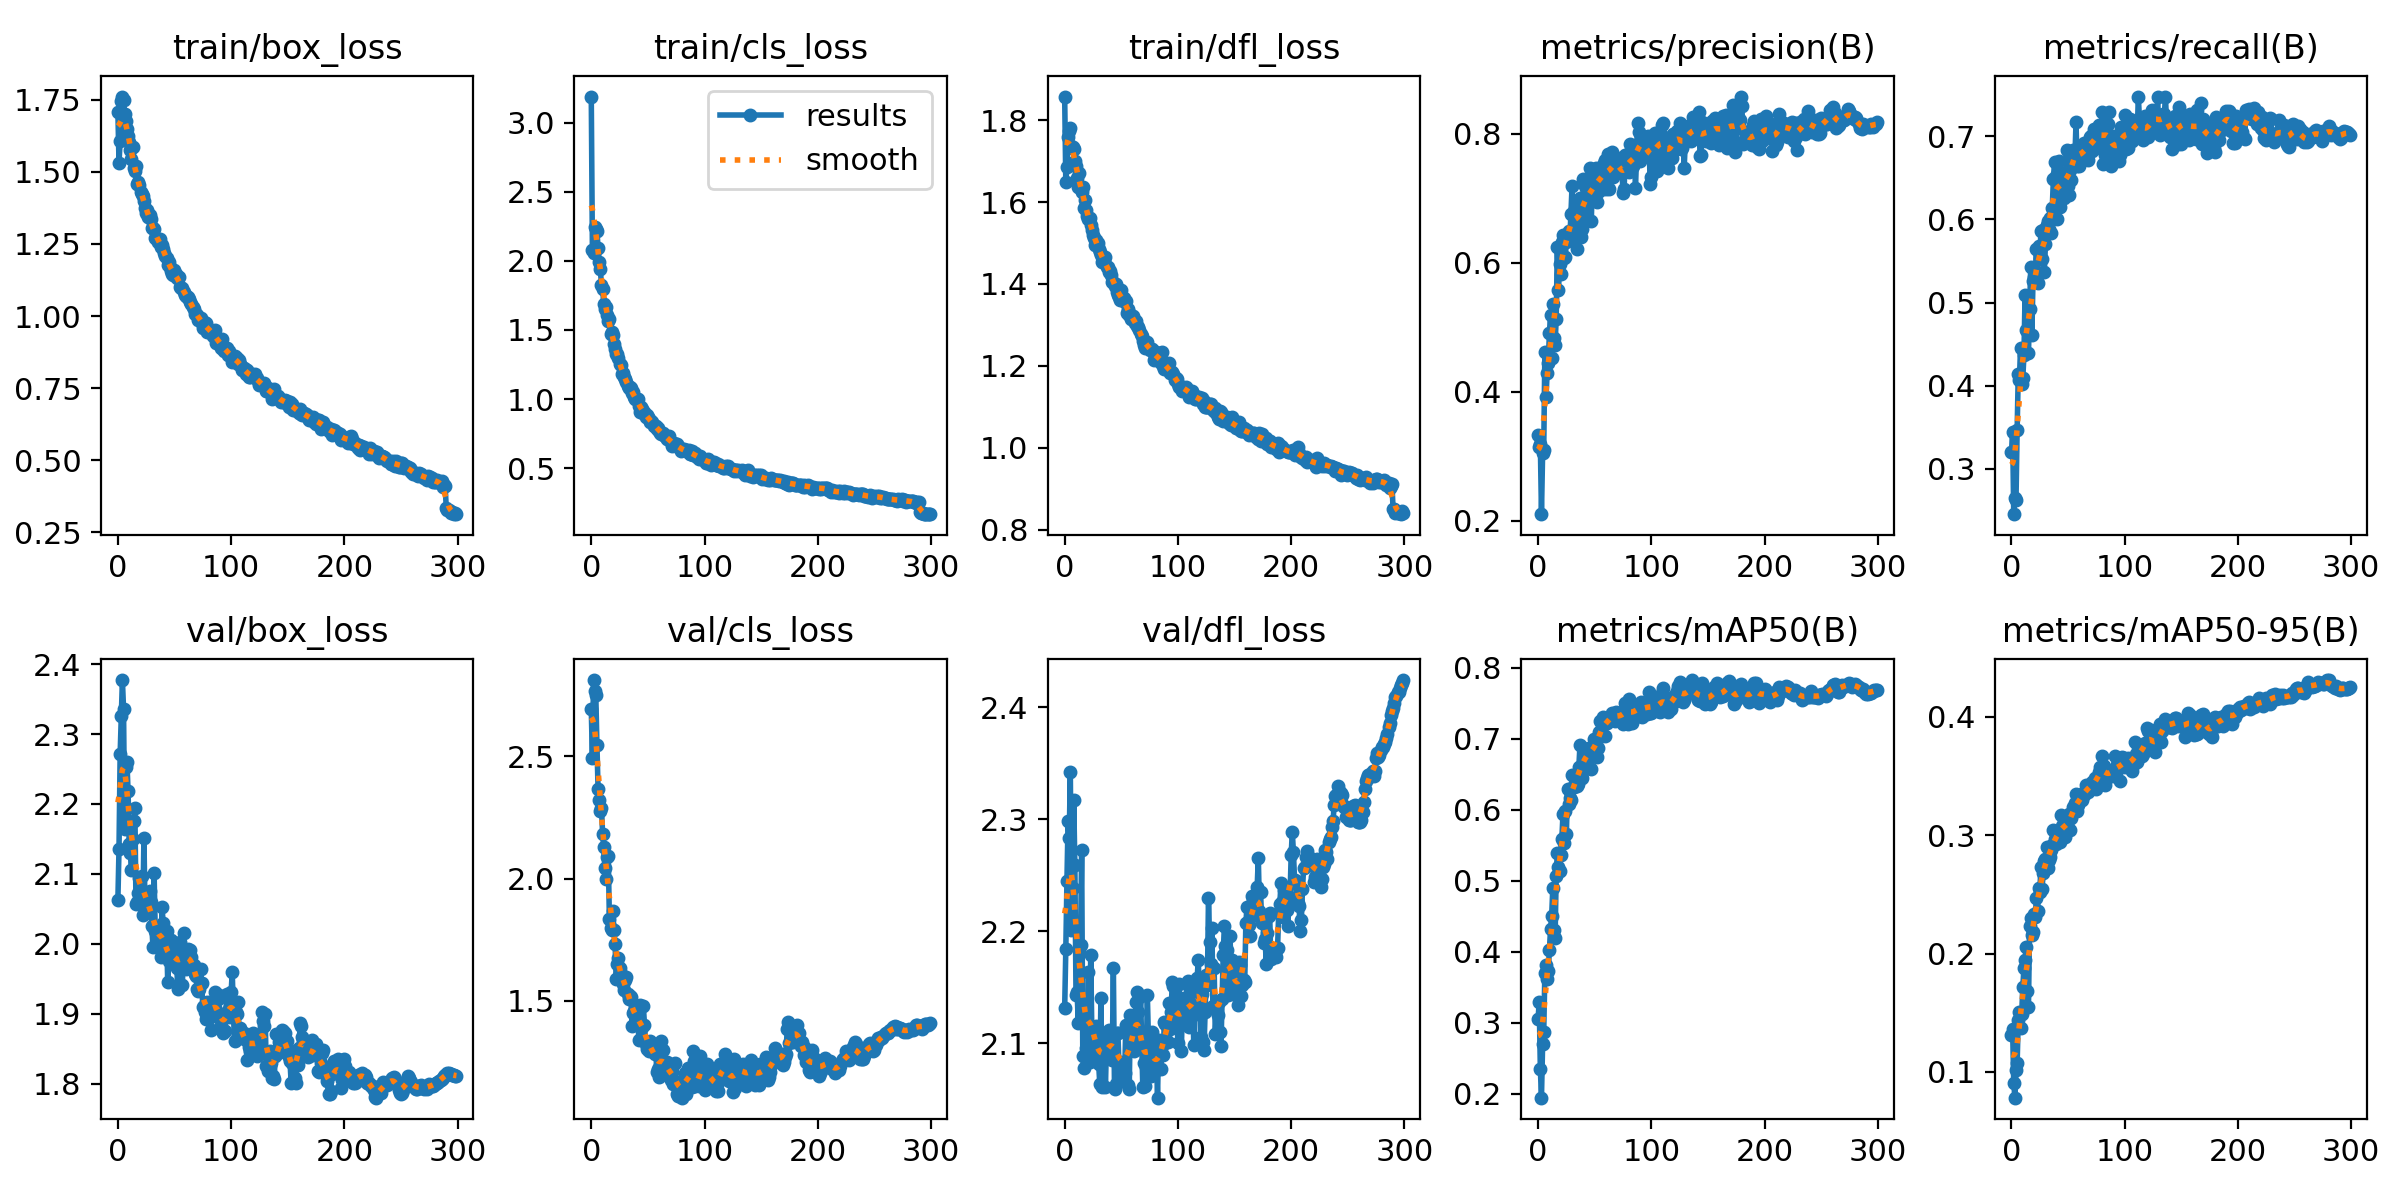 train/box_loss
1.75
1.50
1.25
1.00
0.75
0.50
0.25
0 100 200 300
train/cls_loss
results
smooth
3.0
2.5
2.0
1.5
1.0
0.5
0 100 200 300
train/dfl_loss
1.8
1.6
1.4
1.2
1.0
0.8
0 100 200 300
metrics/precision(B)
0.8
0.6
0.4
0.2
0 100 200 300
metrics/recall(B)
0.7
0.6
0.5
0.4
0.3
0 100 200 300
val/box_loss
2.4
2.3
2.2
2.1
2.0
1.9
1.8
0 100 200 300
val/cls_loss
2.5
2.0
1.5
0 100 200 300
val/dfl_loss
2.4
2.3
2.2
2.1
0 100 200 300
metrics/mAP50(B)
0.8
0.7
0.6
0.5
0.4
0.3
0.2
0 100 200 300
metrics/mAP50-95(B)
0.4
0.3
0.2
0.1
0 100 200 300